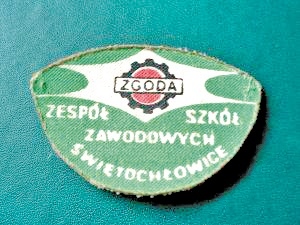 ZGODA
ZESPÓŁ SZKÓŁ
ZAWODOWYCH
ŚWIĘTOCHŁOWICE